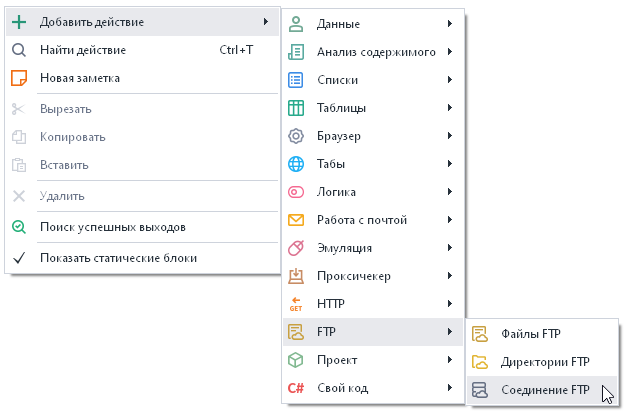 Добавить действие
Найти действие Ctrl+T
Новая заметка
Вырезать
Копировать
Вставить
Удалить
Поиск успешных выходов
Показать статические блоки
Данные
Анализ содержимого
Списки
Таблицы
Браузер
Табы
Логика
Работа с почтой
Эмуляция
Проксичекер
GET HTTP
FTP
Проект
C# Свой код
Файлы FTP
Директории FTP
Соединение FTP